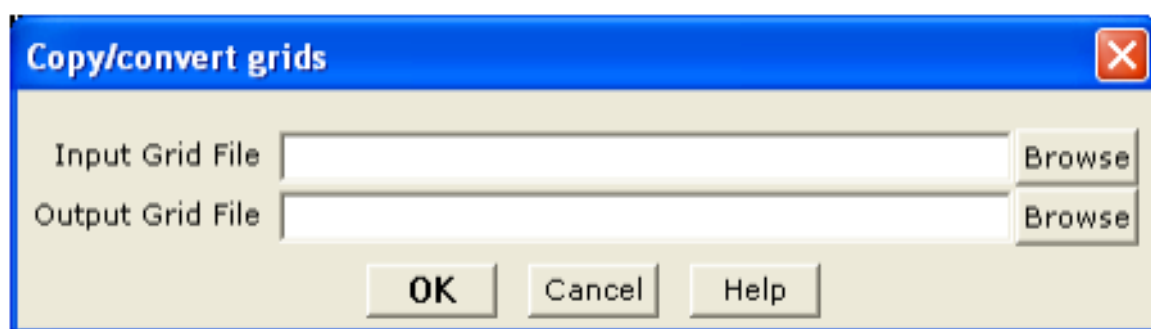 Copy/convert grids
Input Grid File Browse
Output Grid File Browse
OK Cancel Help